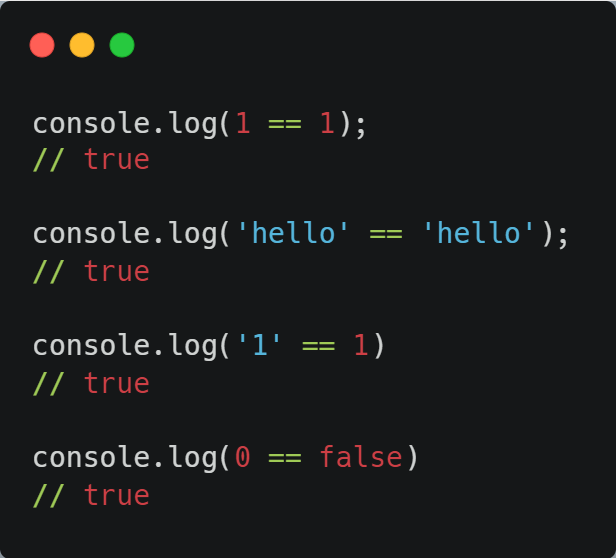 console.log(1 == 1);
// true
console.log('hello' == 'hello');
// true
console.log('1' == 1)
// true
console.log(0 == false)
// true